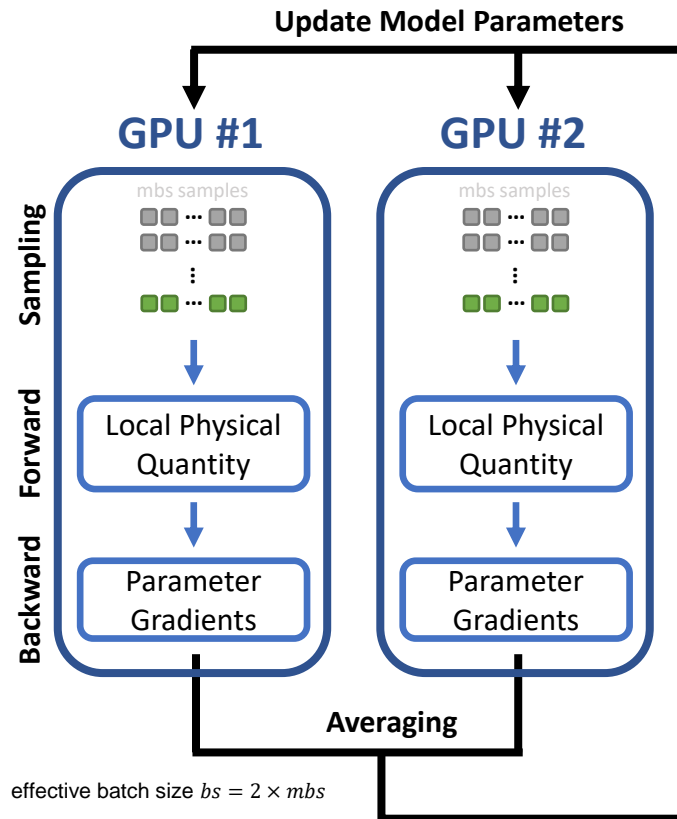 Update Model Parameters
GPU #1
GPU #2
mbs samples
mbs samples
Sampling
Forward
Local Physical
Quantity
Local Physical
Quantity
Backward
Parameter
Gradients
Parameter
Gradients
Averaging
effective batch size bs = 2 × mbs